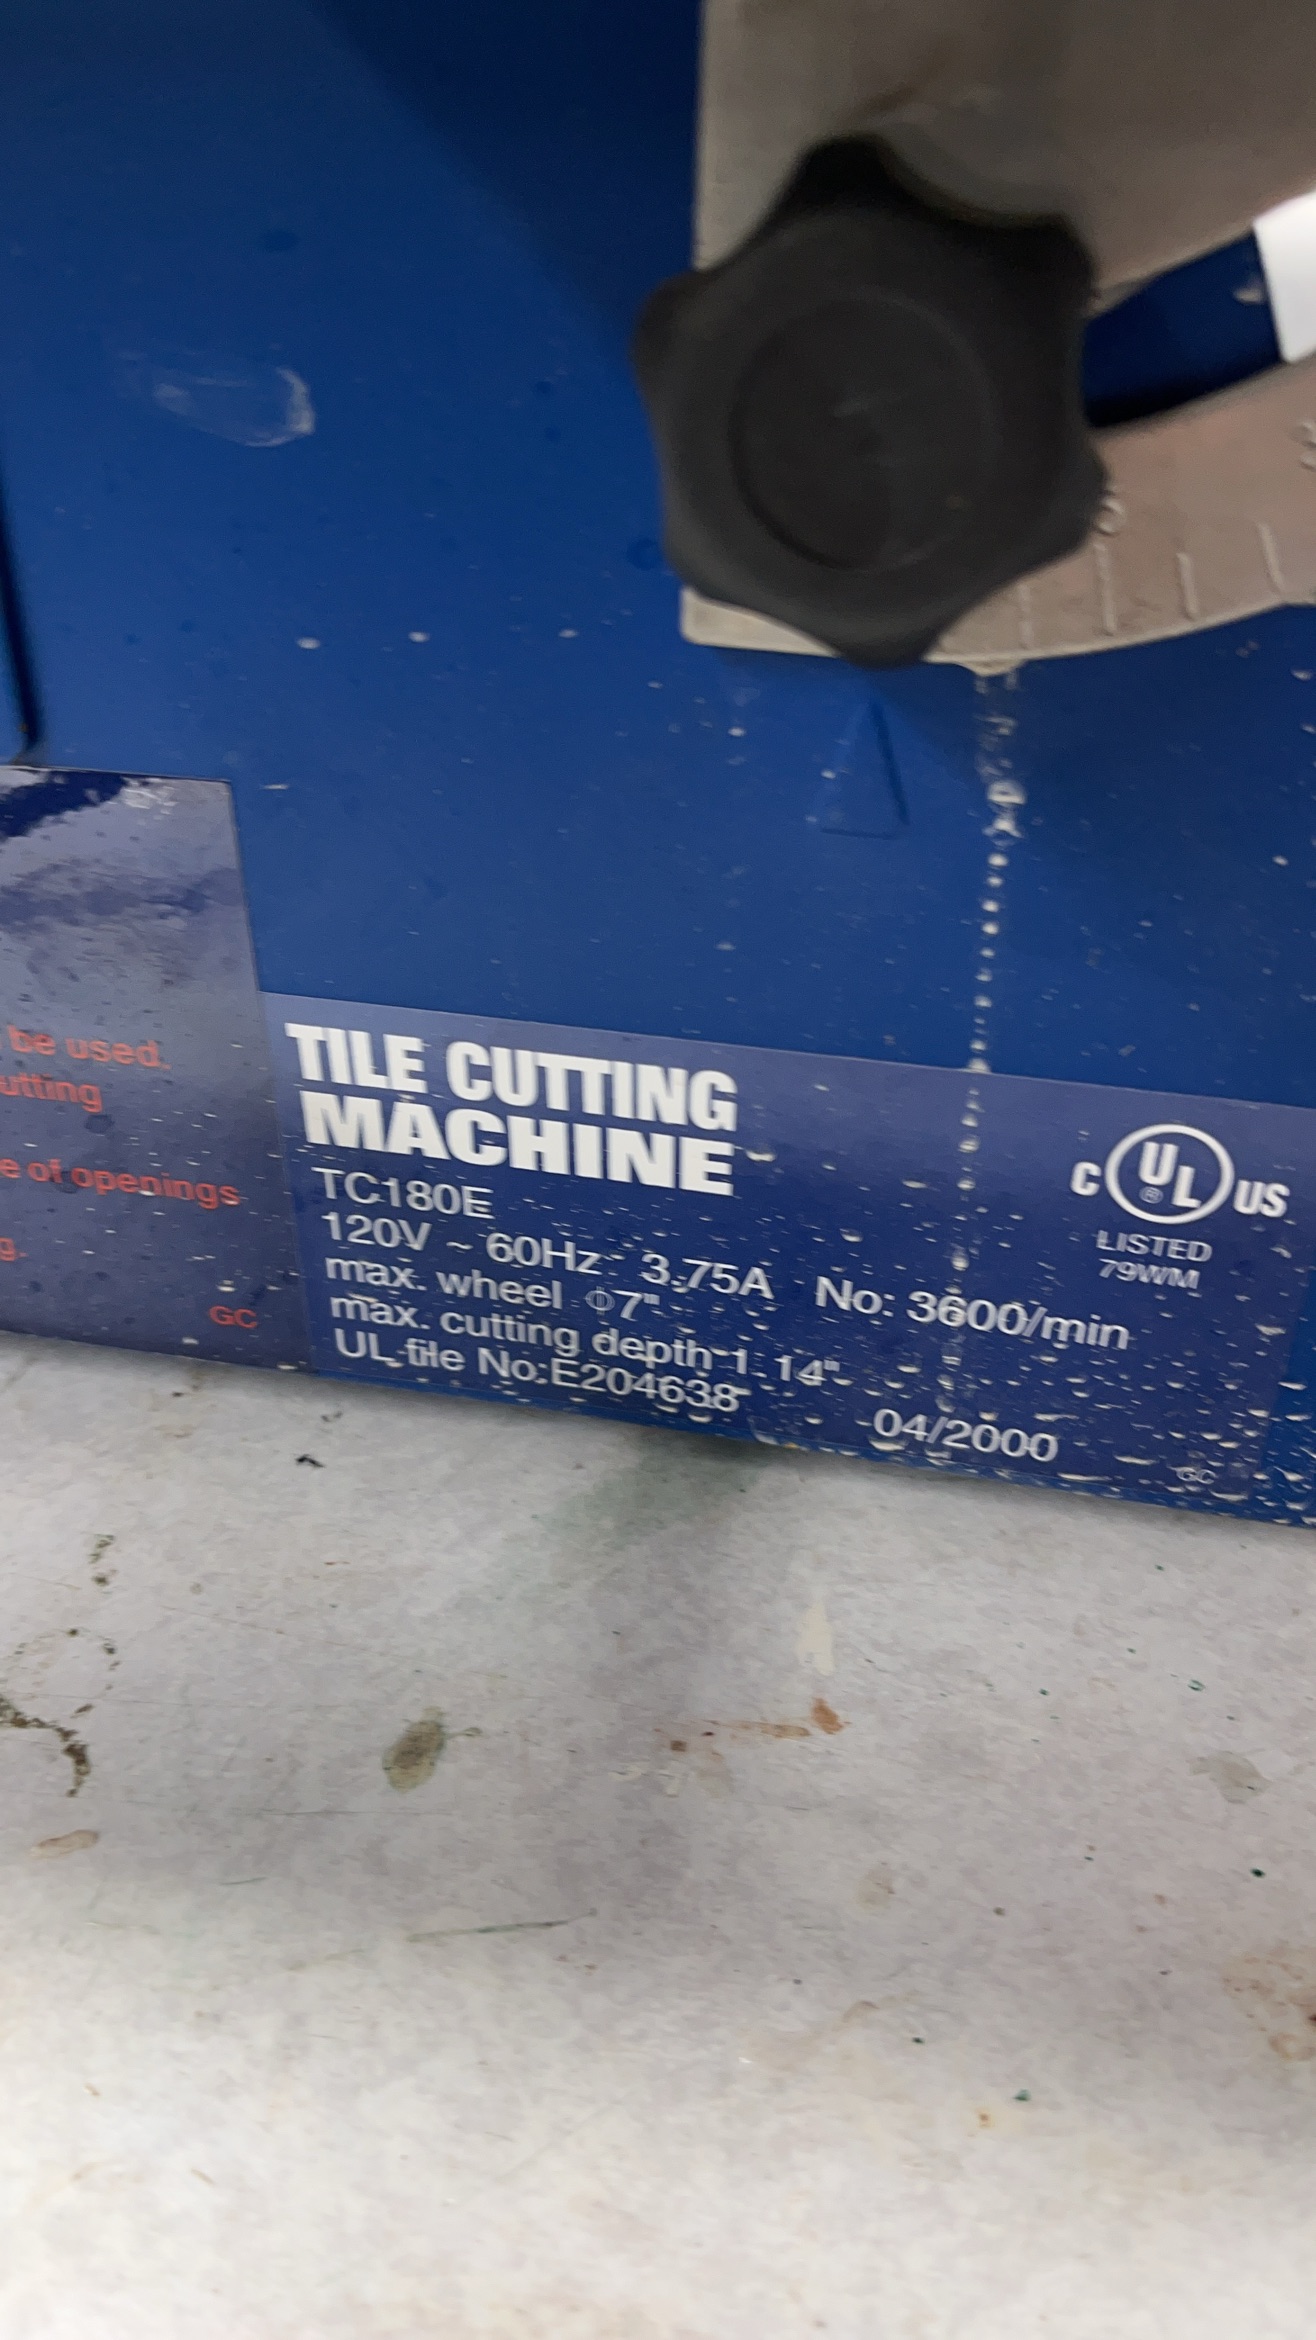 be used.
utting
e of openings
g.
GC
TILE CUTTING
MACHINE
TC180E
120V ~ 60Hz 3.75A No: 3600/min
max. wheel Φ7"
max. cutting depth 1. 14"
UL file No:E204638
04/2000
GC
C UL ® US
LISTED
79WM
5